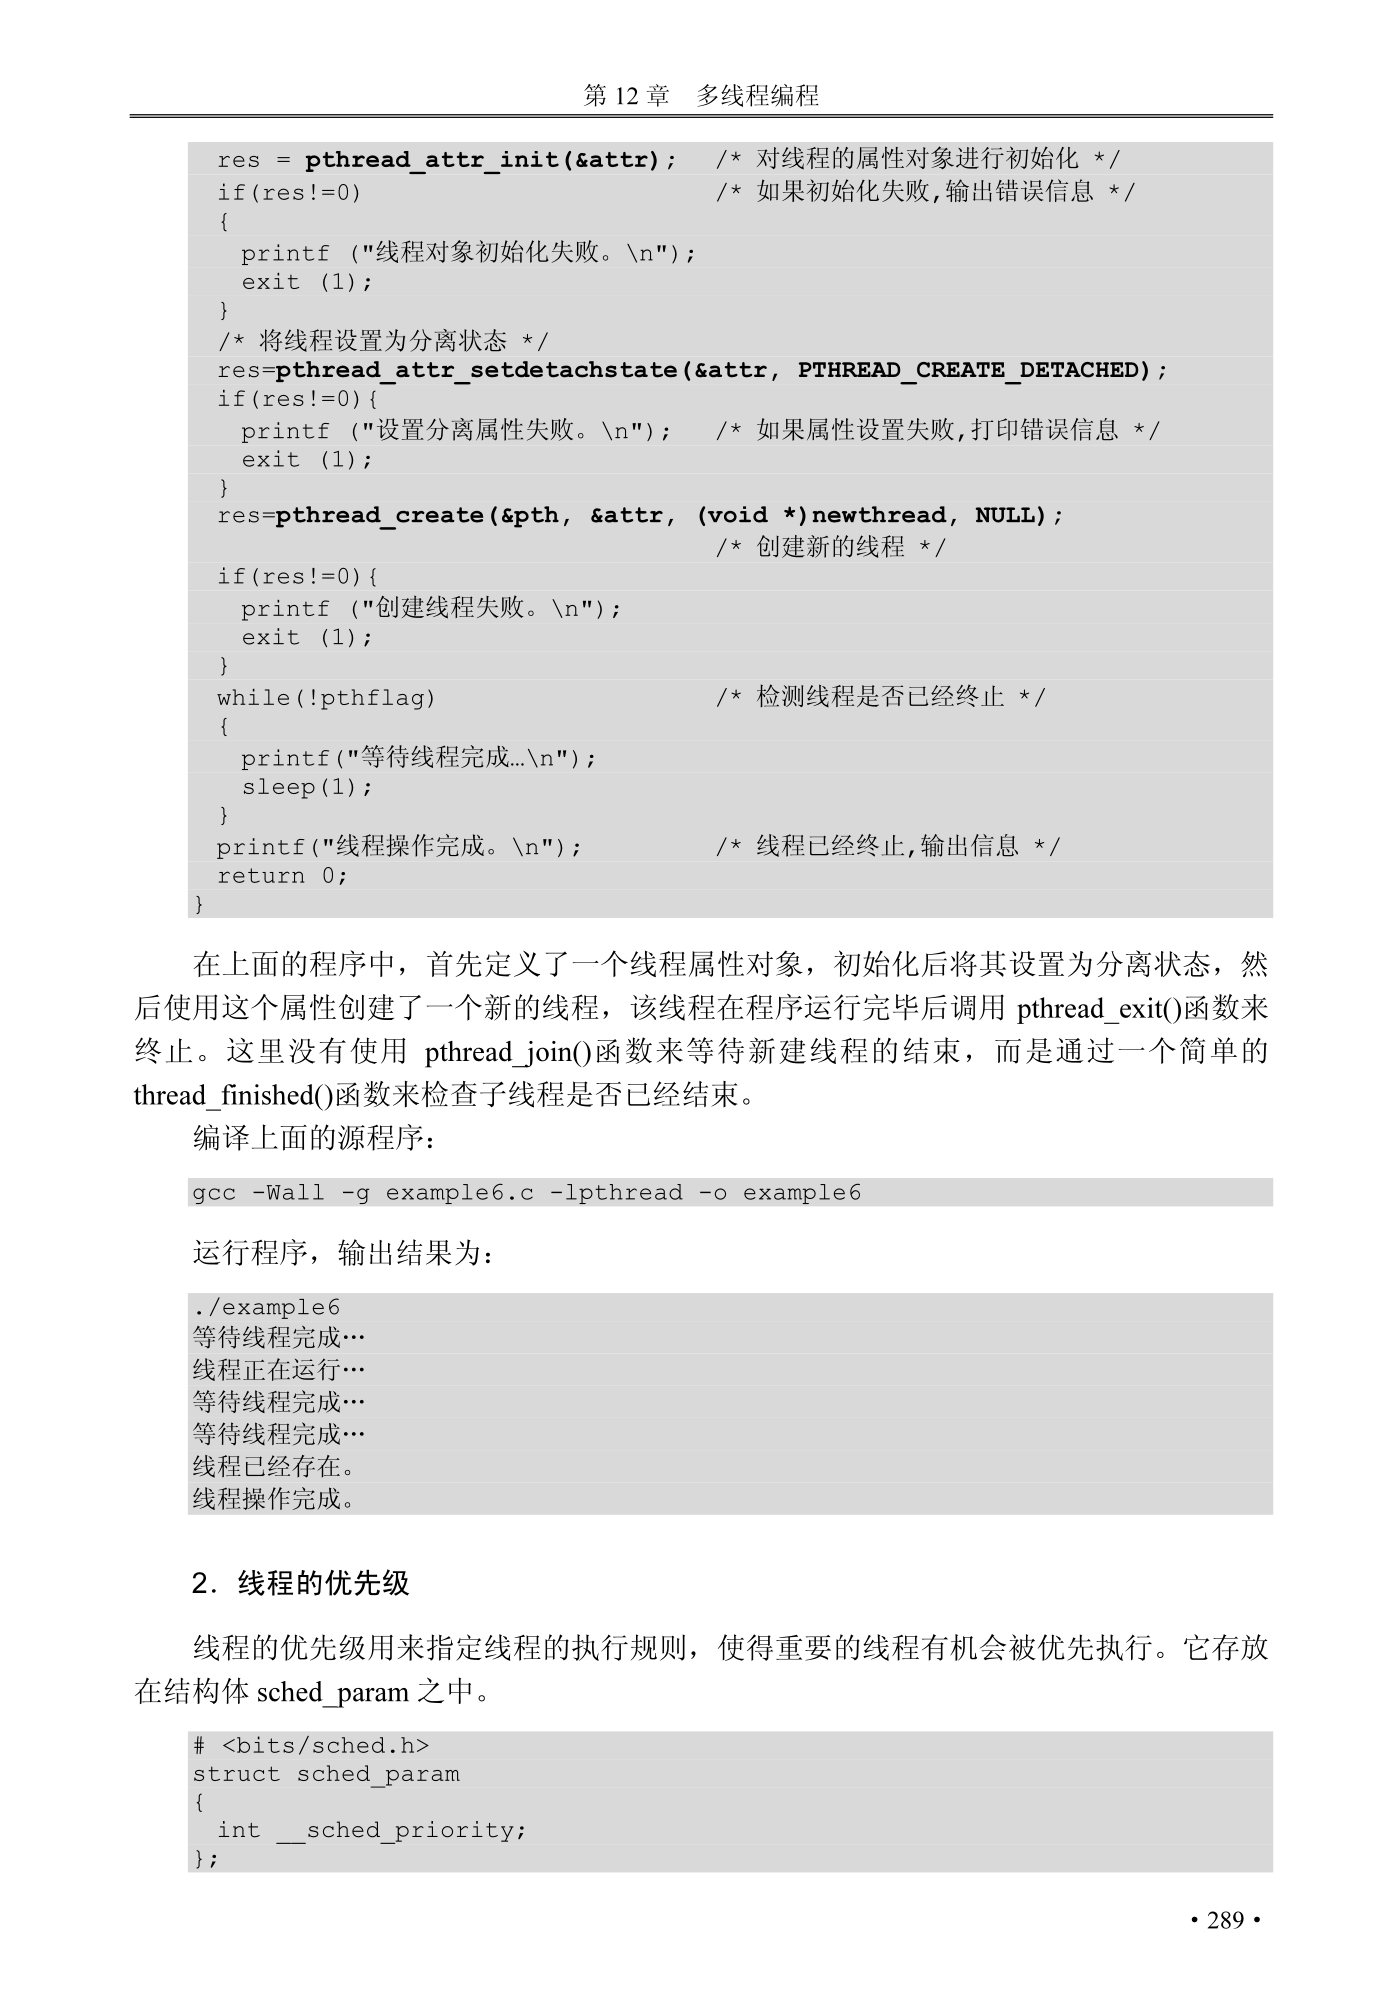 第 12 章 多线程编程
res = pthread_attr_init(&attr); /* 对线程的属性对象进行初始化 */
if(res!=0) /* 如果初始化失败,输出错误信息 */
{
printf ("线程对象初始化失败。\n");
exit (1);
}
/* 将线程设置为分离状态 */
res=pthread_attr_setdetachstate(&attr, PTHREAD_CREATE_DETACHED);
if(res!=0){
printf ("设置分离属性失败。\n"); /* 如果属性设置失败,打印错误信息 */
exit (1);
}
res=pthread_create(&pth, &attr, (void *)newthread, NULL);
/* 创建新的线程 */
if(res!=0){
printf ("创建线程失败。\n");
exit (1);
}
while(!pthflag) /* 检测线程是否已经终止 */
{
printf("等待线程完成…\n");
sleep(1);
}
printf("线程操作完成。\n"); /* 线程已经终止,输出信息 */
return 0;
}
在上面的程序中，首先定义了一个线程属性对象，初始化后将其设置为分离状态，然
后使用这个属性创建了一个新的线程，该线程在程序运行完毕后调用 pthread_exit()函数来
终止。这里没有使用 pthread_join()函数来等待新建线程的结束，而是通过一个简单的
thread_finished()函数来检查子线程是否已经结束。
编译上面的源程序：
gcc -Wall -g example6.c -lpthread -o example6
运行程序，输出结果为：
./example6
等待线程完成…
线程正在运行…
等待线程完成…
等待线程完成…
线程已经存在。
线程操作完成。
2．线程的优先级
线程的优先级用来指定线程的执行规则，使得重要的线程有机会被优先执行。它存放
在结构体 sched_param 之中。
# <bits/sched.h>
struct sched_param
{
int __sched_priority;
};
• 289 •